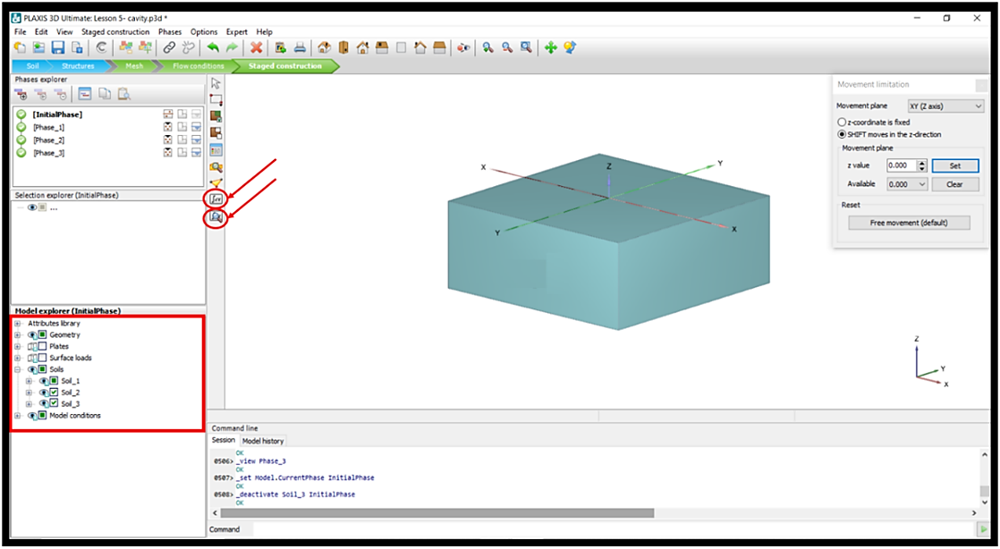 PLAXIS 3D Ultimate: Lesson 5- cavity.p3d *
File Edit View Staged construction Phases Options Expert Help
Soil Structures Mesh Flow conditions Staged construction
Phases explorer
[InitialPhase]
[Phase_1]
[Phase_2]
[Phase_3]
Selection explorer (InitialPhase)
...
Model explorer (InitialPhase)
Attributes library
Geometry
Plates
Surface loads
Soils
Soil_1
Soil_2
Soil_3
Model conditions
X
Z
Y
Y
X
Movement limitation
Movement plane XY (Z axis)
z-coordinate is fixed
SHIFT moves in the z-direction
Movement plane
z value 0.000 Set
Available 0.000 Clear
Reset
Free movement (default)
Z
Y
X
Command line
Session Model history
OK
0506> _view Phase_3
OK
0507> _set Model.CurrentPhase InitialPhase
OK
0508> _deactivate Soil_3 InitialPhase
OK
Command